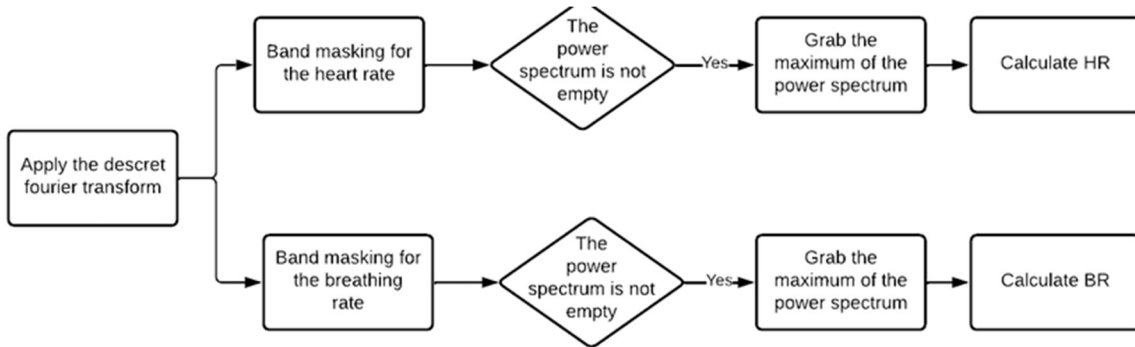 Apply the descret
fourier transform
Band masking for
the heart rate
The
power
spectrum is not
empty
Yes
Grab the
maximum of the
power spectrum
Calculate HR
Band masking for
the breathing
rate
The
power
spectrum is not
empty
Yes
Grab the
maximum of the
power spectrum
Calculate BR